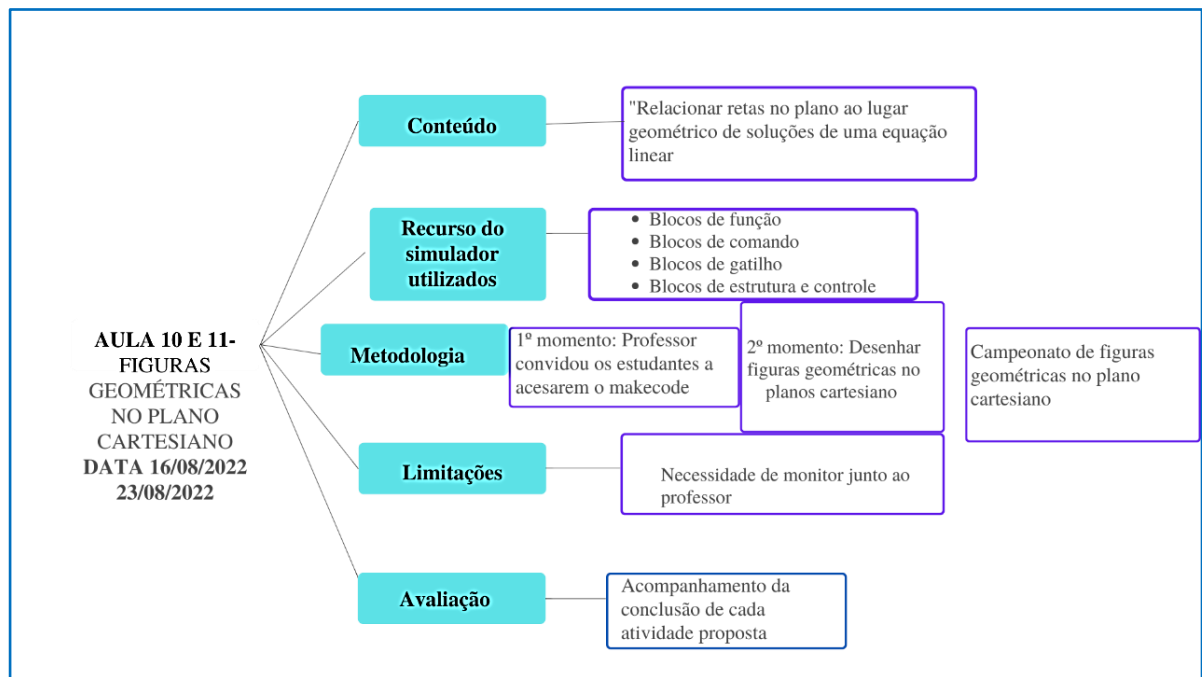 AULA 10 E 11-
FIGURAS
GEOMÉTRICAS
NO PLANO
CARTESIANO
DATA 16/08/2022
23/08/2022
Conteúdo
"Relacionar retas no plano ao lugar
geométrico de soluções de uma equação
linear
Recurso do
simulador
utilizados
• Blocos de função
• Blocos de comando
• Blocos de gatilho
• Blocos de estrutura e controle
Metodologia
1º momento: Professor
convidou os estudantes a
acesarem o makecode
2º momento: Desenhar
figuras geométricas no
planos cartesiano
Campeonato de figuras
geométricas no plano
cartesiano
Limitações
Necessidade de monitor junto ao
professor
Avaliação
Acompanhamento da
conclusão de cada
atividade proposta